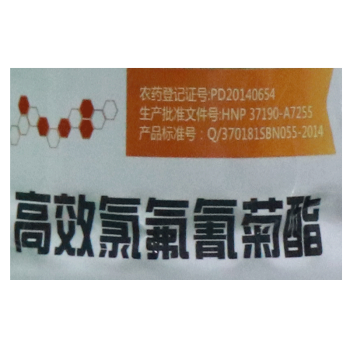 农药登记证号:PD20140654
生产批准文件号:HNP 37190-A7255
产品标准号：Q/370181SBN055-2014
高效氯氟氰菊酯